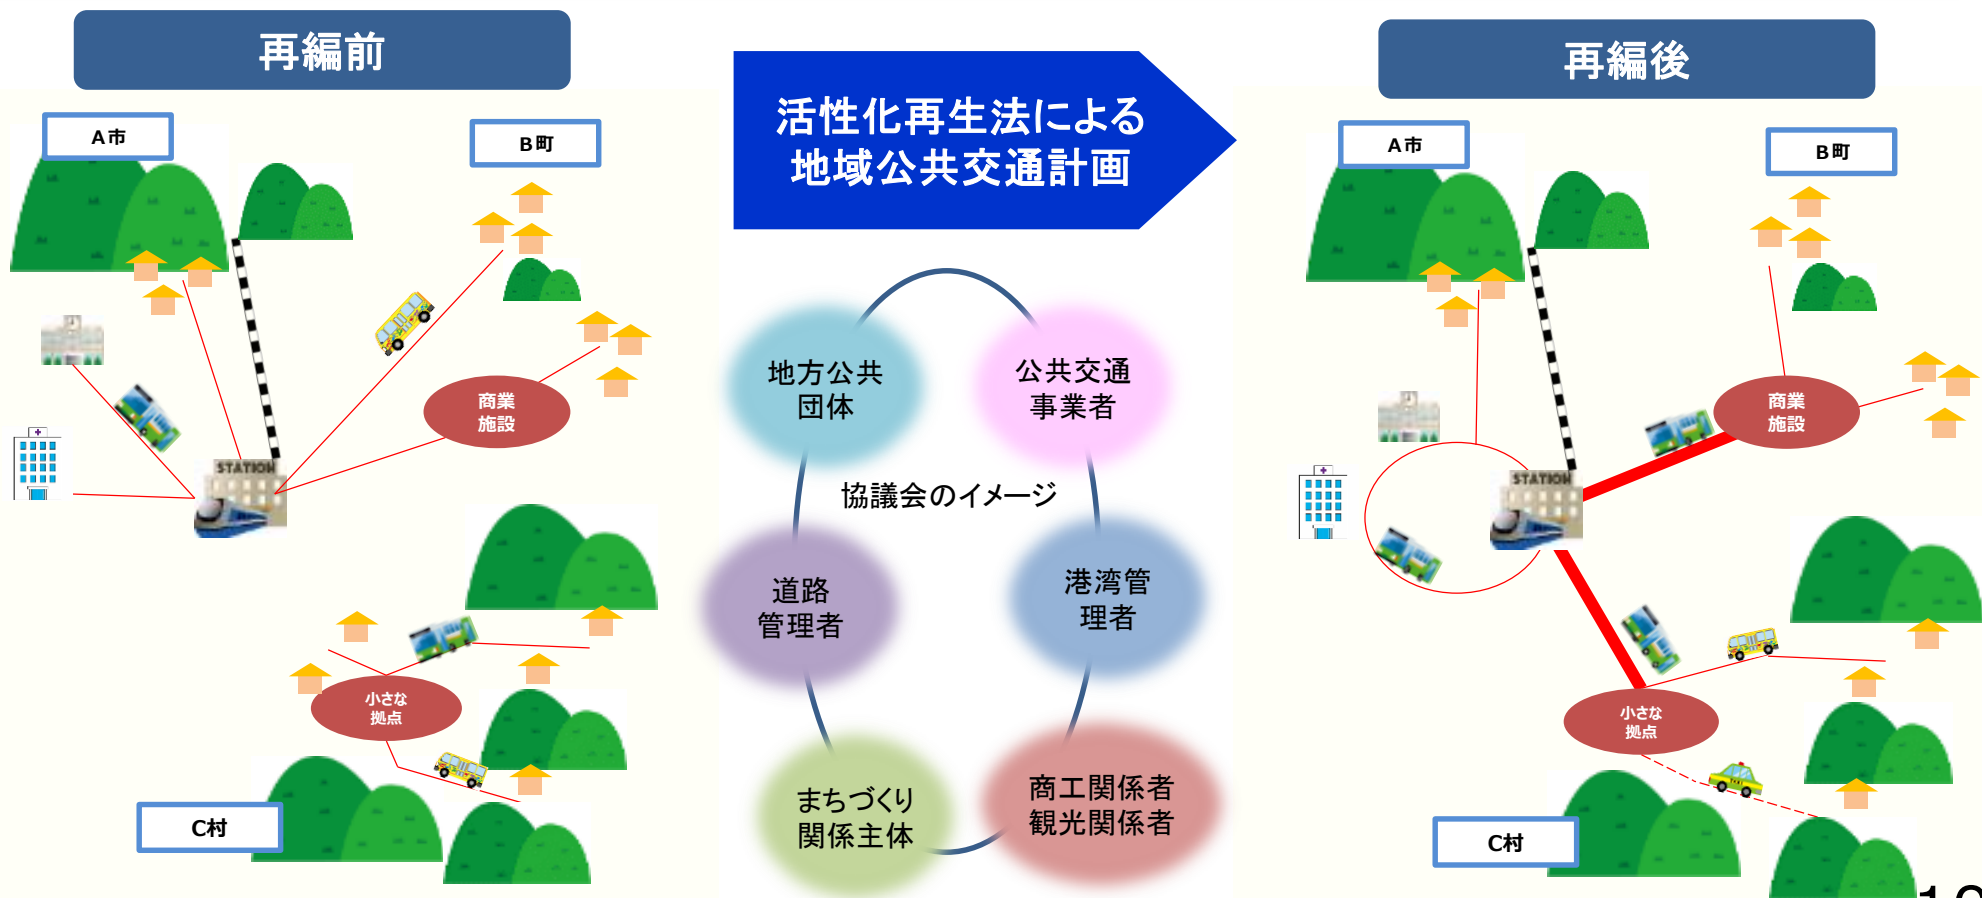 再編前
A市
B町
商業
施設
STATION
小さな
拠点
C村
活性化再生法による
地域公共交通計画
地方公共
団体
公共交通
事業者
協議会のイメージ
道路
管理者
港湾管
理者
まちづくり
関係主体
商工関係者
観光関係者
再編後
A市
B町
商業
施設
STATION
小さな
拠点
TAXI
C村